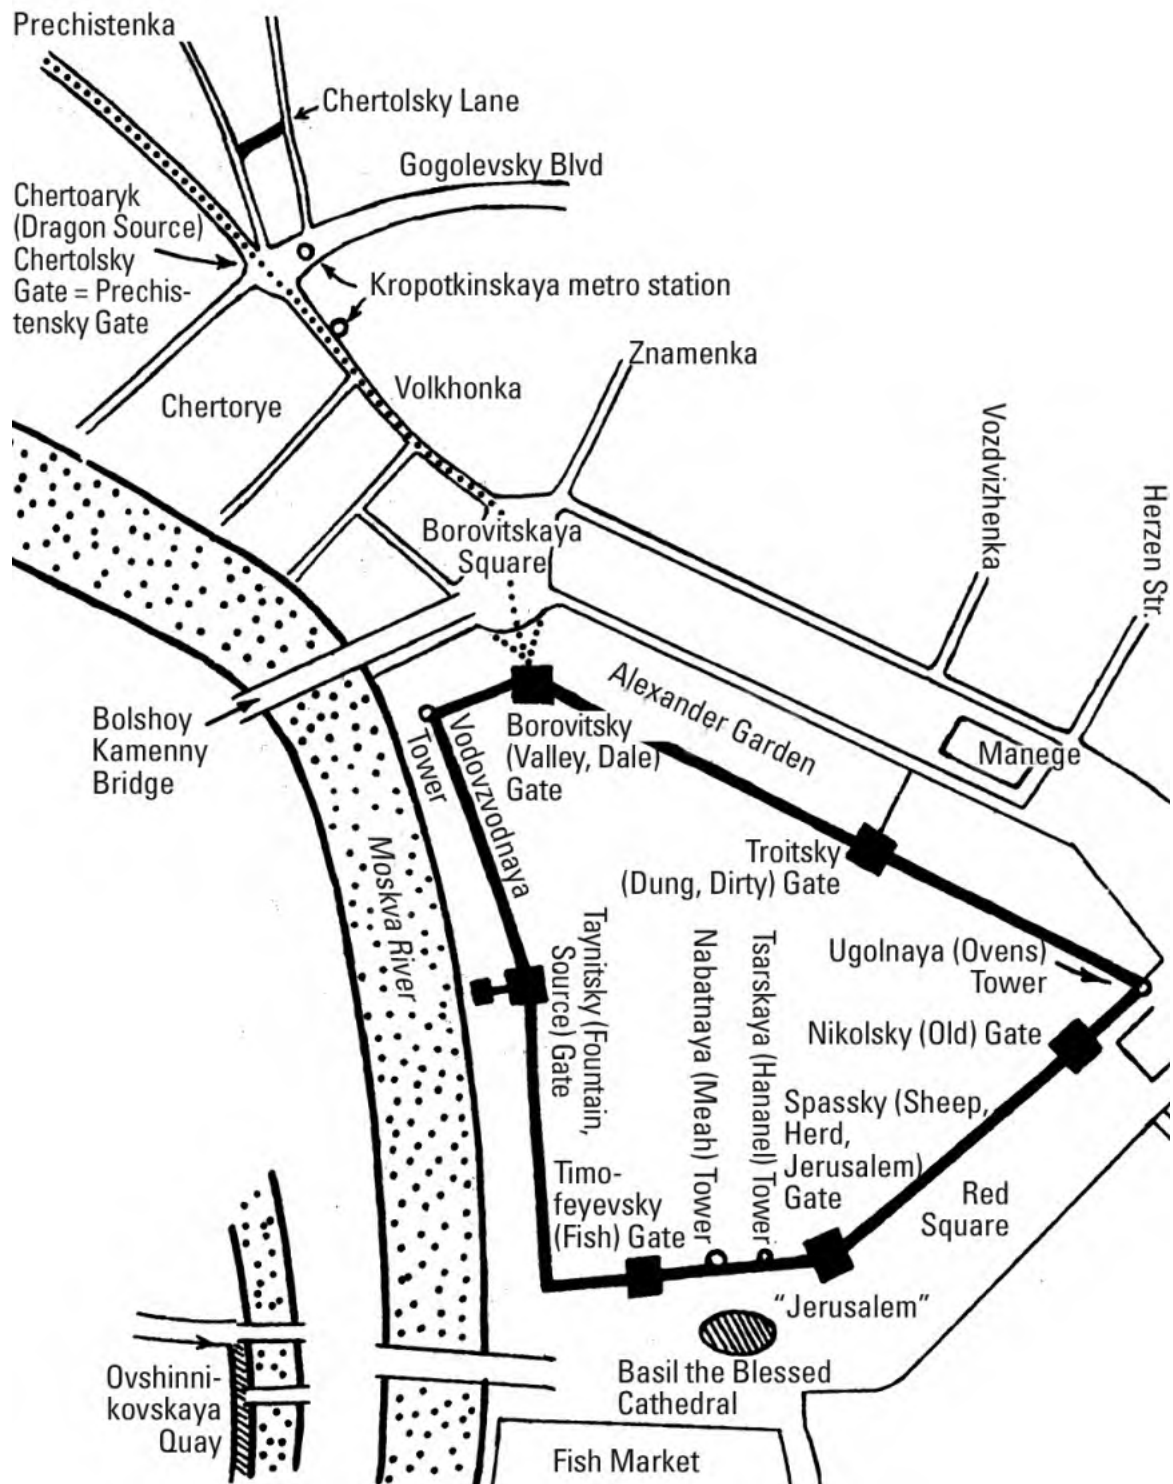 Prechistenka
Chertolsky Lane
Gogolevsky Blvd
Chertoaryk
(Dragon Source)
Chertolsky
Gate = Prechis-
tensky Gate
Kropotkinskaya metro station
Znamenka
Volkhonka
Chertorye
Vozdvizhenka
Herzen Str.
Borovitskaya
Square
Alexander Garden
Bolshoy
Kamenny
Bridge
Vodovzvodnaya
Tower
Borovitsky
(Valley, Dale)
Gate
Manege
Moskva River
Troitsky
(Dung, Dirty) Gate
Taynitsky (Fountain,
Source) Gate
Nabatnaya (Meah) Tower
Tsarskaya (Hananel) Tower
Ugolnaya (Ovens)
Tower
Nikolsky (Old) Gate
Spassky (Sheep,
Herd,
Jerusalem)
Gate
Timo-
feyevsky
(Fish) Gate
Red
Square
"Jerusalem"
Basil the Blessed
Cathedral
Ovshinni-
kovskaya
Quay
Fish Market